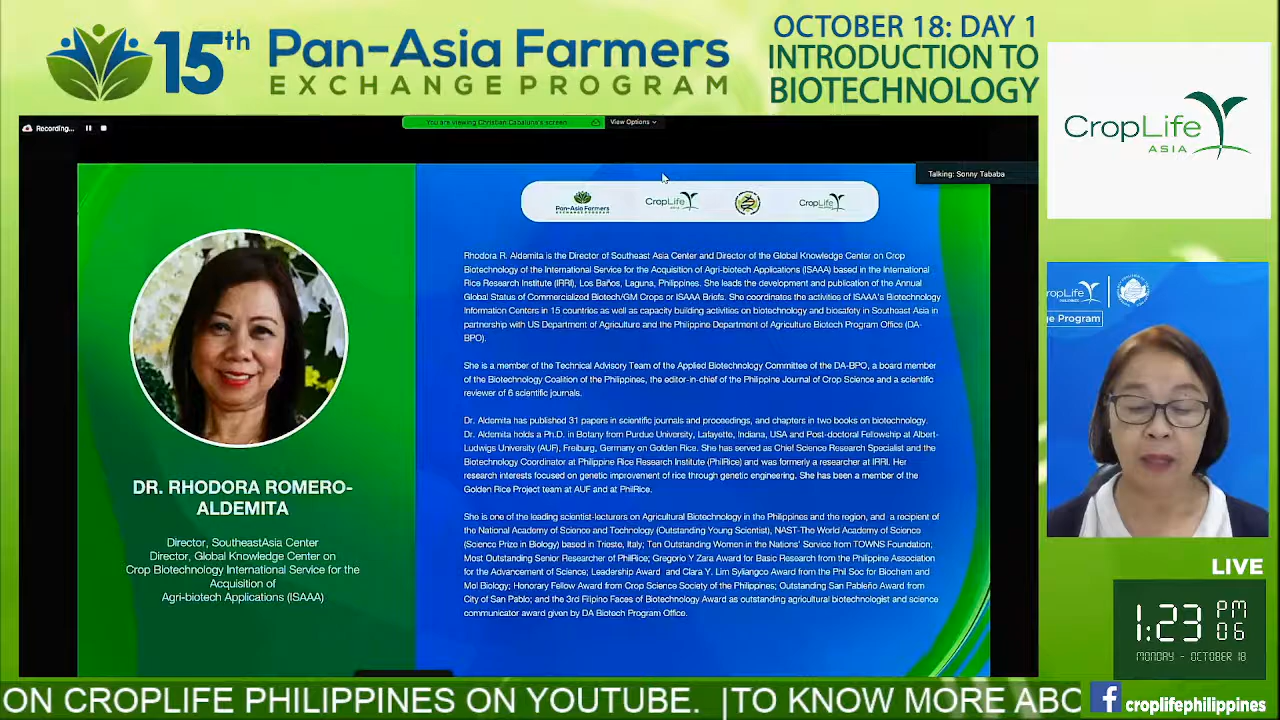 15th Pan-Asia Farmers
EXCHANGE PROGRAM
OCTOBER 18: DAY 1
INTRODUCTION TO
BIOTECHNOLOGY
CropLife
ASIA
Recording...
You are viewing Christian Cabaluna's screen
View Options
Talking: Sonny Tababa
Pan-Asia Farmers
EXCHANGE PROGRAM
CropLife
ASIA
CropLife
DR. RHODORA ROMERO-
ALDEMITA
Director, SoutheastAsia Center
Director, Global Knowledge Center on
Crop Biotechnology International Service for the
Acquisition of
Agri-biotech Applications (ISAAA)
Rhodora R. Aldemita is the Director of Southeast Asia Center and Director of the Global Knowledge Center on Crop
Biotechnology of the International Service for the Acquisition of Agri-biotech Applications (ISAAA) based in the International
Rice Research Institute (IRRI), Los Baños, Laguna, Philippines. She leads the development and publication of the Annual
Global Status of Commercialized Biotech/GM Crops or ISAAA Briefs. She coordinates the activities of ISAAA's Biotechnology
Information Centers in 15 countries as well as capacity building activities on biotechnology and biosafety in Southeast Asia in
partnership with US Department of Agriculture and the Philippine Department of Agriculture Biotech Program Office (DA-
BPO).
She is a member of the Technical Advisory Team of the Applied Biotechnology Committee of the DA-BPO, a board member
of the Biotechnology Coalition of the Philippines, the editor-in-chief of the Philippine Journal of Crop Science and a scientific
reviewer of 6 scientific journals.
Dr. Aldemita has published 31 papers in scientific journals and proceedings, and chapters in two books on biotechnology.
Dr. Aldemita holds a Ph.D. in Botany from Purdue University, Lafayette, Indiana, USA and Post-doctoral Fellowship at Albert-
Ludwigs University (AUF), Freiburg, Germany on Golden Rice. She has served as Chief Science Research Specialist and the
Biotechnology Coordinator at Philippine Rice Research Institute (PhilRice) and was formerly a researcher at IRRI. Her
research interests focused on genetic improvement of rice through genetic engineering. She has been a member of the
Golden Rice Project team at AUF and at PhilRice.
She is one of the leading scientist-lecturers on Agricultural Biotechnology in the Philippines and the region, and a recipient of
the National Academy of Science and Technology (Outstanding Young Scientist), NAST-The World Academy of Science
(Science Prize in Biology) based in Trieste, Italy; Ten Outstanding Women in the Nations' Service from TOWNS Foundation;
Most Outstanding Senior Researcher of PhilRice; Gregorio Y Zara Award for Basic Research from the Philippine Association
for the Advancement of Science; Leadership Award and Clara Y. Lim Syliangco Award from the Phil Soc for Biochem and
Mol Biology; Honorary Fellow Award from Crop Science Society of the Philippines; Outstanding San Pableño Award from
City of San Pablo; and the 3rd Filipino Faces of Biotechnology Award as outstanding agricultural biotechnologist and science
communicator award given by DA Biotech Program Office.
ropLife
ge Program
LIVE
1:23 PM
06
MONDAY - OCTOBER 18
ON CROPLIFE PHILIPPINES ON YOUTUBE. |TO KNOW MORE ABO
croplifephilippines